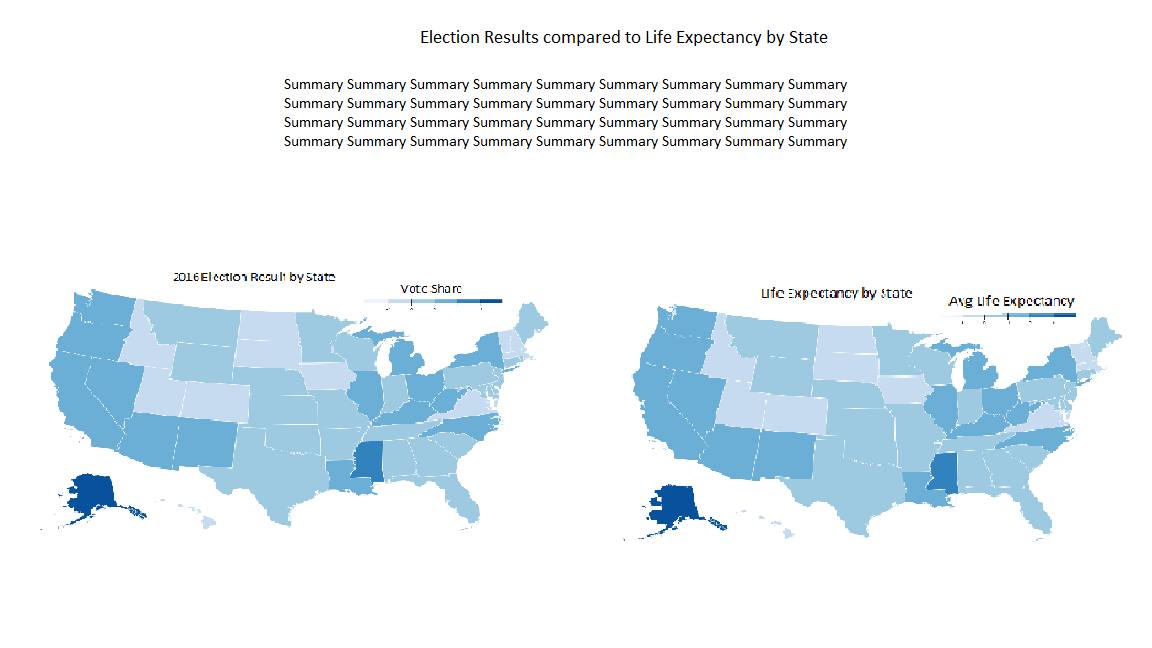 Election Results compared to Life Expectancy by State
Summary Summary Summary Summary Summary Summary Summary Summary Summary
Summary Summary Summary Summary Summary Summary Summary Summary Summary
Summary Summary Summary Summary Summary Summary Summary Summary Summary
Summary Summary Summary Summary Summary Summary Summary Summary Summary
2016 Election Result by State
Vote Share
Life Expectancy by State
Avg Life Expectancy